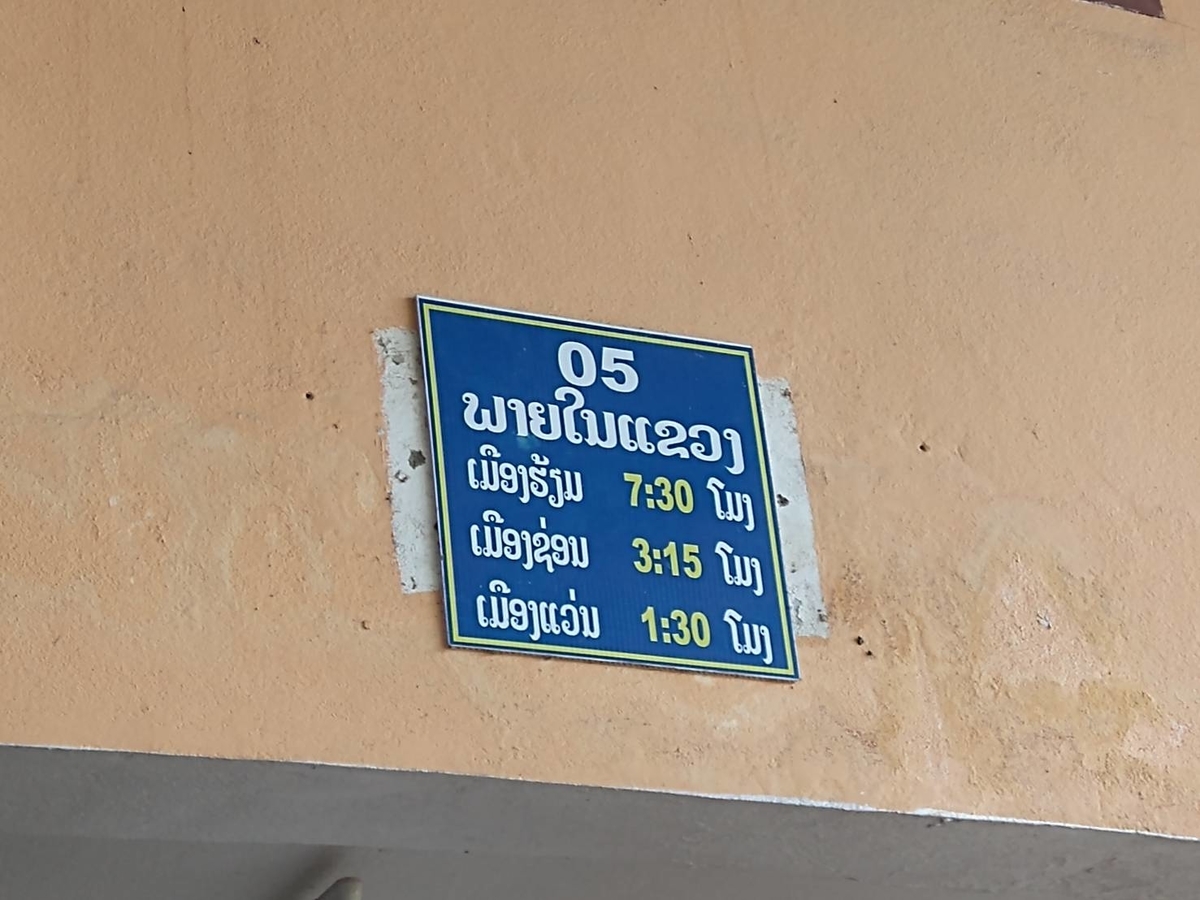 05
ພາຍໃນແຂວງ
ເມືອງຮ້ຽມ 7:30 ໂມງ
ເມືອງຊ່ອນ 3:15 ໂມງ
ເມືອງແວ່ນ 1:30 ໂມງ